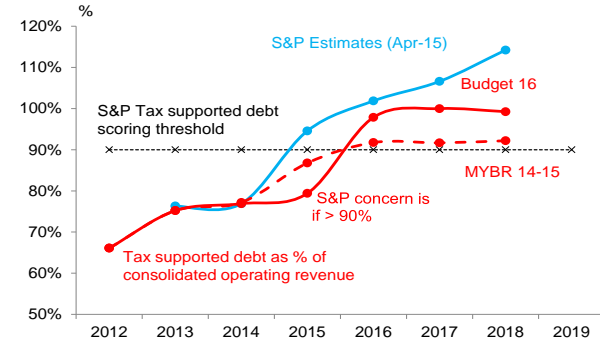 %
120%
110%
100%
90%
80%
70%
60%
50%
S&P Estimates (Apr-15)
Budget 16
S&P Tax supported debt
scoring threshold
MYBR 14-15
S&P concern is
if > 90%
Tax supported debt as % of
consolidated operating revenue
2012 2013 2014 2015 2016 2017 2018 2019